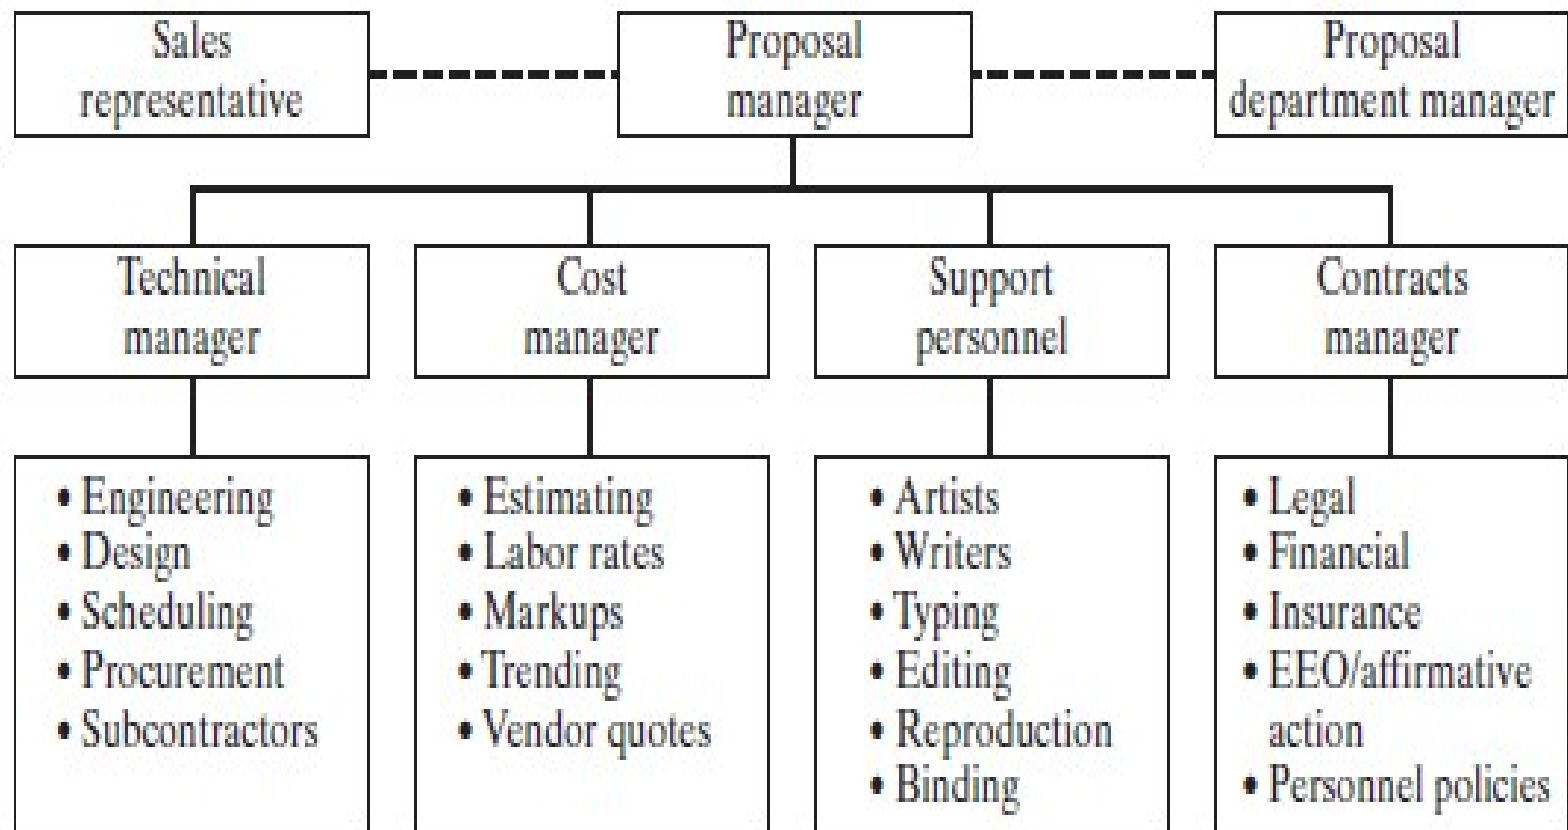 Sales
representative
Proposal
manager
Proposal
department manager
Technical
manager
Cost
manager
Support
personnel
Contracts
manager
• Engineering
• Design
• Scheduling
• Procurement
• Subcontractors
• Estimating
• Labor rates
• Markups
• Trending
• Vendor quotes
• Artists
• Writers
• Typing
• Editing
• Reproduction
• Binding
• Legal
• Financial
• Insurance
• EEO/affirmative
action
• Personnel policies